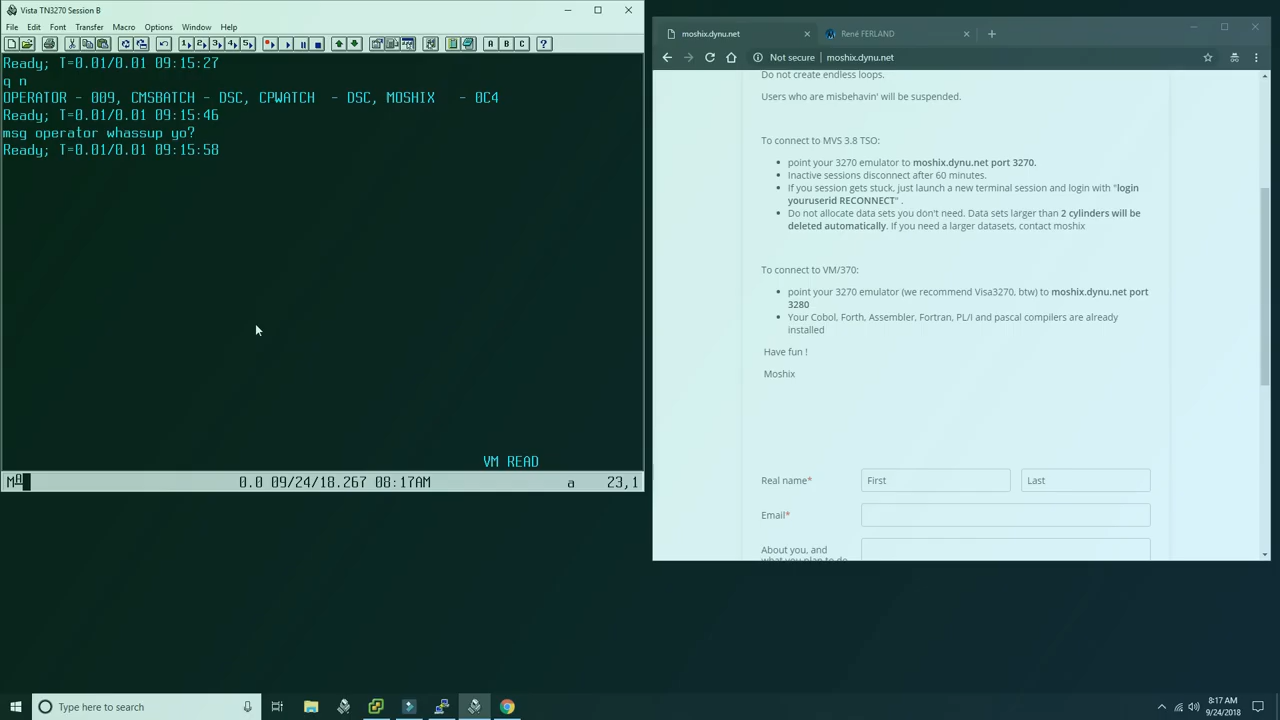 Vista TN3270 Session B
File Edit Font Transfer Macro Options Window Help
Ready; T=0.01/0.01 09:15:27
q n
OPERATOR - 009, CMSBATCH - DSC, CPWATCH  - DSC, MOSHIX   - 0C4
Ready; T=0.01/0.01 09:15:46
msg operator whassup yo?
Ready; T=0.01/0.01 09:15:58
VM READ
0.0 09/24/18.267 08:17AM a 23,1
moshix.dynu.net
René FERLAND
Not secure moshix.dynu.net
Do not create endless loops.
Users who are misbehavin' will be suspended.
To connect to MVS 3.8 TSO:
point your 3270 emulator to moshix.dynu.net port 3270.
Inactive sessions disconnect after 60 minutes.
If you session gets stuck, just launch a new terminal session and login with "login
youruserid RECONNECT" .
Do not allocate data sets you don't need. Data sets larger than 2 cylinders will be
deleted automatically. If you need a larger datasets, contact moshix
To connect to VM/370:
point your 3270 emulator (we recommend Visa3270, btw) to moshix.dynu.net port
3280
Your Cobol, Forth, Assembler, Fortran, PL/I and pascal compilers are already
installed
Have fun !
Moshix
Real name* First Last
Email*
About you, and
what you plan to do
Type here to search
8:17 AM
9/24/2018